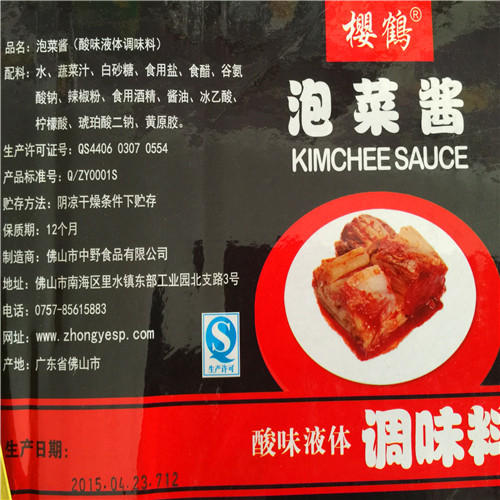 品名：泡菜酱（酸味液体调味料）
配料：水、蔬菜汁、白砂糖、食用盐、食醋、谷氨
酸钠、辣椒粉、食用酒精、酱油、冰乙酸、
柠檬酸、琥珀酸二钠、黄原胶。
生产许可证号：QS4406 0307 0554
产品标准号：Q/ZY0001S
贮存方法：阴凉干燥条件下贮存
保质期：12个月
制造商：佛山市中野食品有限公司
地址：佛山市南海区里水镇东部工业园北支路3号
电话：0757-85615883
网址：www.zhongyesp.com
产地：广东省佛山市
生产日期：
2015.04.23.712
櫻鶴®
泡菜酱
KIMCHEE SAUCE
QS
生产许可
酸味液体 调味料